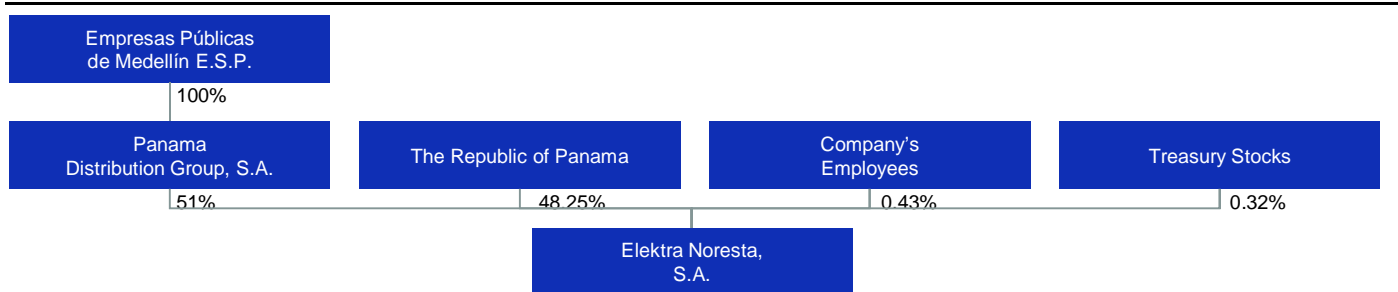 Empresas Públicas
de Medellín E.S.P.
100%
Panama
Distribution Group, S.A.
The Republic of Panama
Company's
Employees
Treasury Stocks
51%
48.25%
0.43%
0.32%
Elektra Noresta,
S.A.